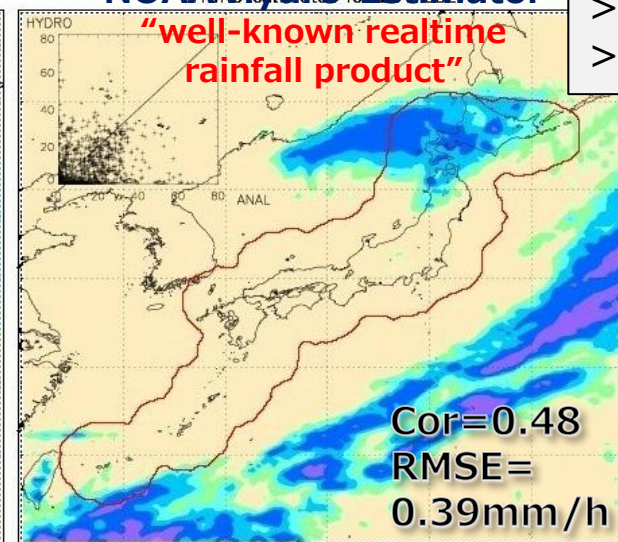 >
>
“well-known realtime
rainfall product”
HYDRO
80
60
40
20
0
20
40
60
80
ANAL
Cor=0.48
RMSE=
0.39mm/h